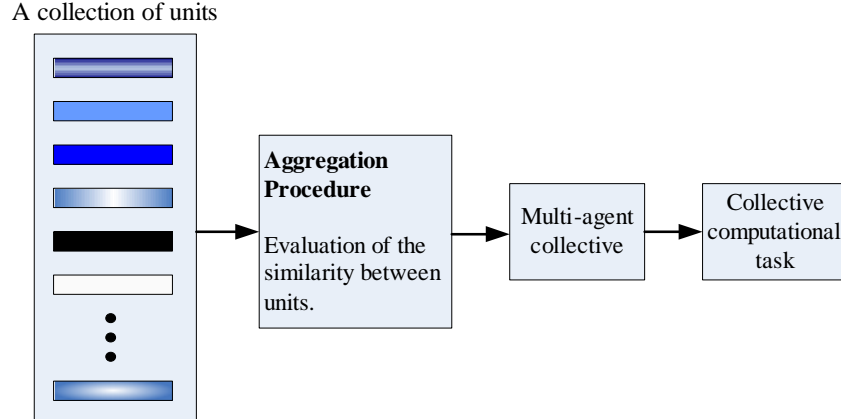 A collection of units
Aggregation
Procedure
Evaluation of the
similarity between
units.
Multi-agent
collective
Collective
computational
task